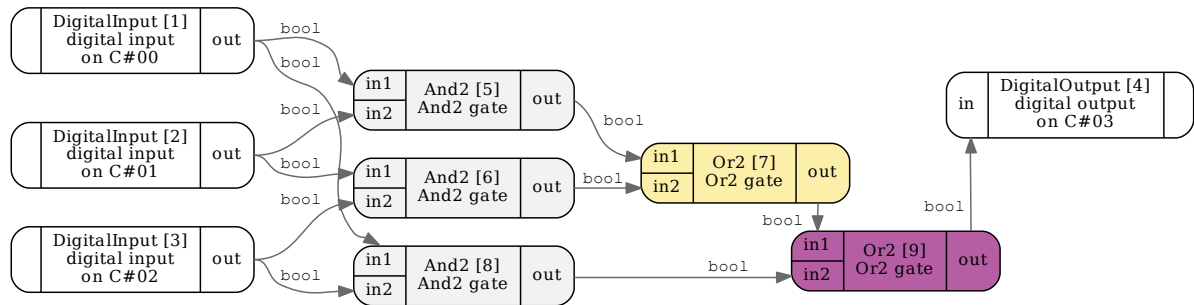 DigitalInput [1]
digital input
on C#00
out
bool
bool
DigitalInput [2]
digital input
on C#01
out
bool
bool
DigitalInput [3]
digital input
on C#02
out
bool
bool
in1
in2
And2 [5]
And2 gate
out
in1
in2
And2 [6]
And2 gate
out
in1
in2
And2 [8]
And2 gate
out
bool
bool
bool
in1
in2
Or2 [7]
Or2 gate
out
bool
in1
in2
Or2 [9]
Or2 gate
out
bool
in
DigitalOutput [4]
digital output
on C#03